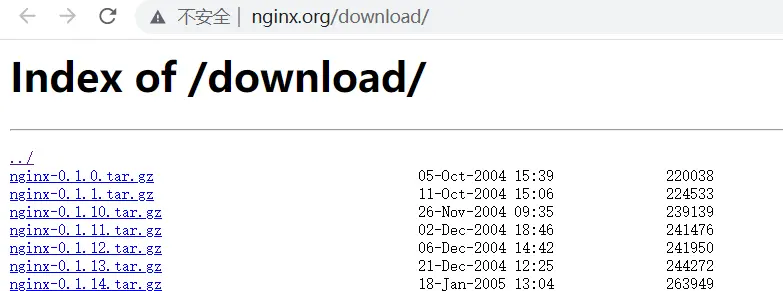 不安全 | nginx.org/download/
Index of /download/
../
nginx-0.1.0.tar.gz 05-Oct-2004 15:39 220038
nginx-0.1.1.tar.gz 11-Oct-2004 15:06 224533
nginx-0.1.10.tar.gz 26-Nov-2004 09:35 239139
nginx-0.1.11.tar.gz 02-Dec-2004 18:46 241476
nginx-0.1.12.tar.gz 06-Dec-2004 14:42 241950
nginx-0.1.13.tar.gz 21-Dec-2004 12:25 244272
nginx-0.1.14.tar.gz 18-Jan-2005 13:04 263949